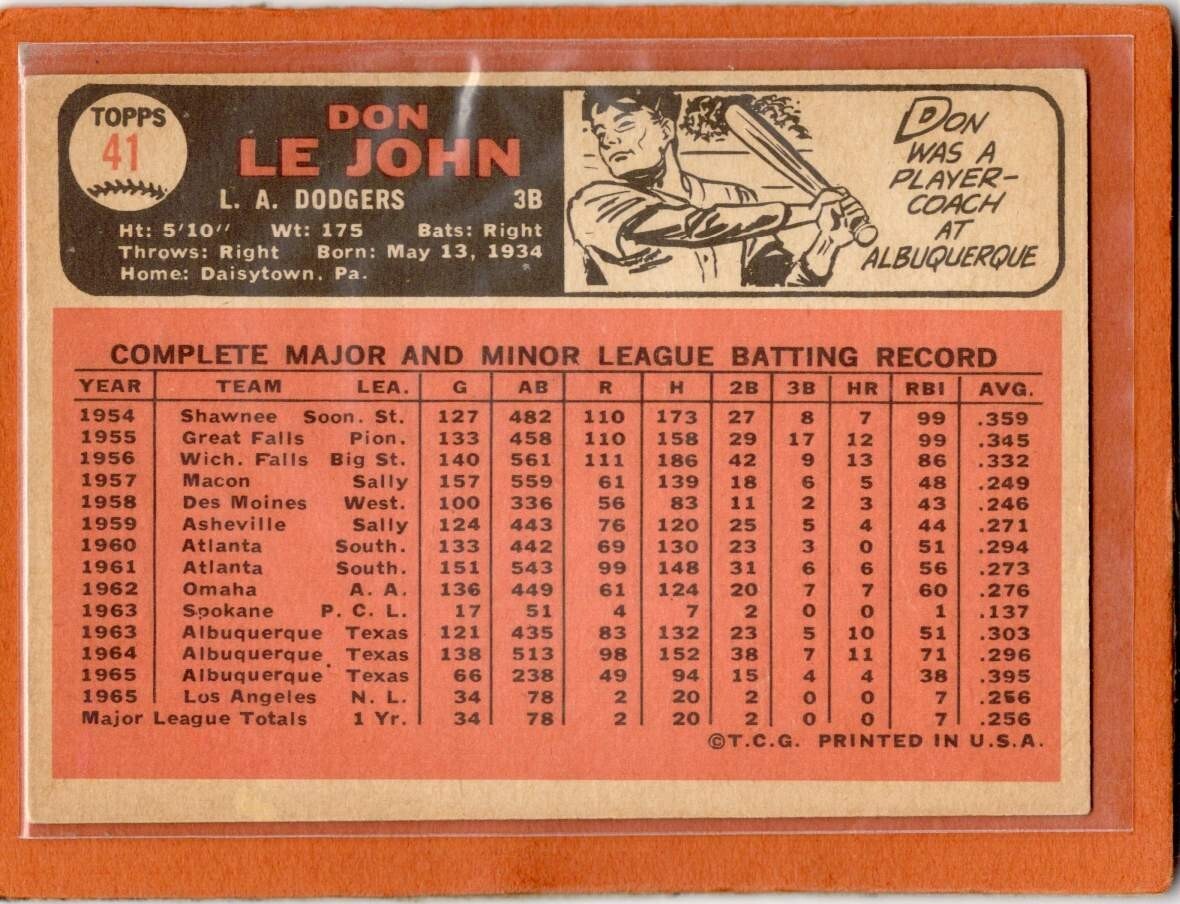 TOPPS
41
DON
LE JOHN
L. A. DODGERS 3B
Ht: 5'10" Wt: 175 Bats: Right
Throws: Right Born: May 13, 1934
Home: Daisytown, Pa.
DON
WAS A
PLAYER-
COACH
AT
ALBUQUERQUE
COMPLETE MAJOR AND MINOR LEAGUE BATTING RECORD
YEAR TEAM LEA. G AB R H 2B 3B HR RBI AVG.
1954 Shawnee Soon. St. 127 482 110 173 27 8 7 99 .359
1955 Great Falls Pion. 133 458 110 158 29 17 12 99 .345
1956 Wich. Falls Big St. 140 561 111 186 42 9 13 86 .332
1957 Macon Sally 157 559 61 139 18 6 5 48 .249
1958 Des Moines West. 100 336 56 83 11 2 3 43 .246
1959 Asheville Sally 124 443 76 120 25 5 4 44 .271
1960 Atlanta South. 133 442 69 130 23 3 0 51 .294
1961 Atlanta South. 151 543 99 148 31 6 6 56 .273
1962 Omaha A. A. 136 449 61 124 20 7 7 60 .276
1963 Spokane P. C. L. 17 51 4 7 2 0 0 1 .137
1963 Albuquerque Texas 121 435 83 132 23 5 10 51 .303
1964 Albuquerque Texas 138 513 98 152 38 7 11 71 .296
1965 Albuquerque Texas 66 238 49 94 15 4 4 38 .395
1965 Los Angeles N. L. 34 78 2 20 2 0 0 7 .256
Major League Totals 1 Yr. 34 78 2 20 2 0 0 7 .256
©T.C.G. PRINTED IN U.S.A.